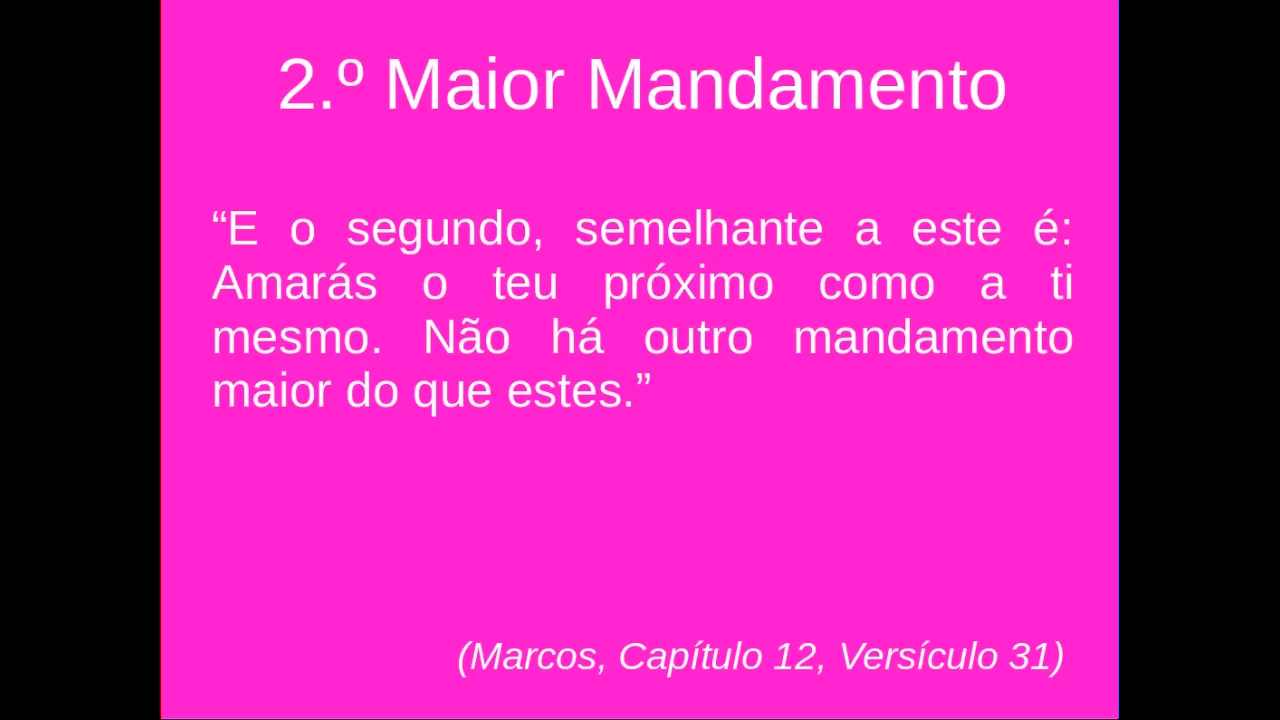 2.º Maior Mandamento
“E o segundo, semelhante a este é:
Amarás o teu próximo como a ti
mesmo. Não há outro mandamento
maior do que estes.”
(Marcos, Capítulo 12, Versículo 31)